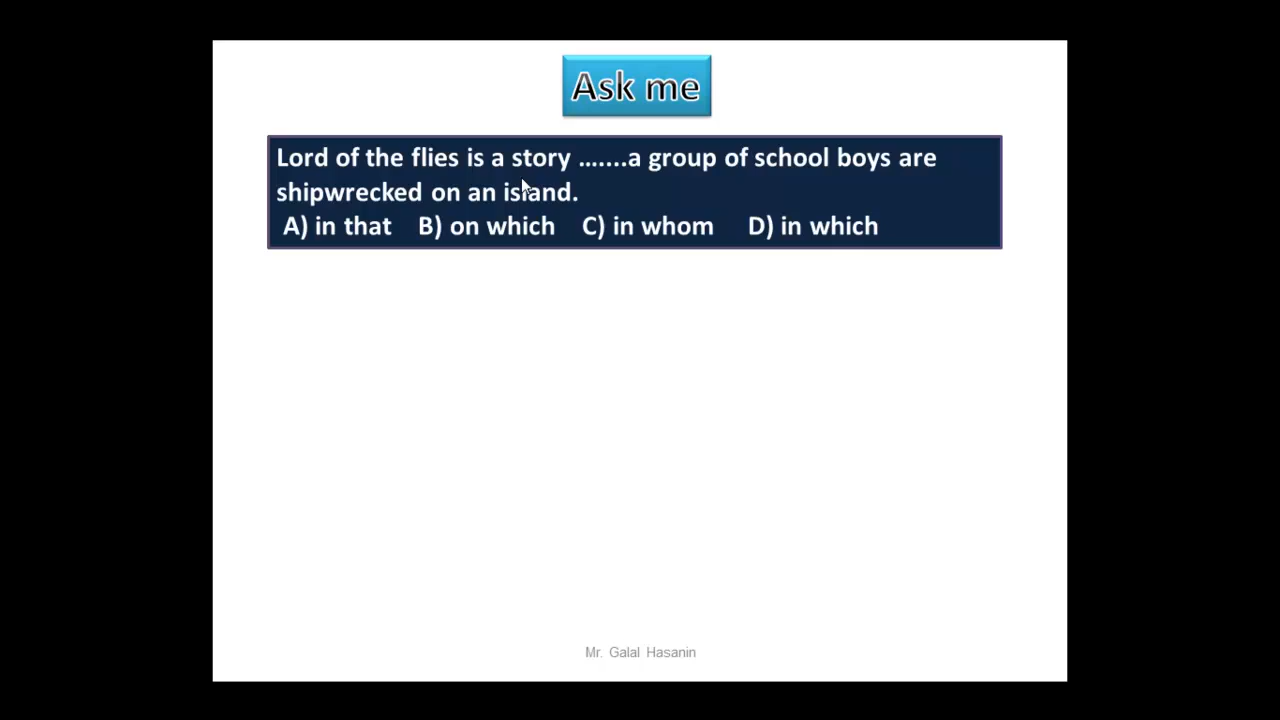 Ask me
Lord of the flies is a story …....a group of school boys are
shipwrecked on an island.
A) in that B) on which C) in whom D) in which
Mr. Galal Hasanin